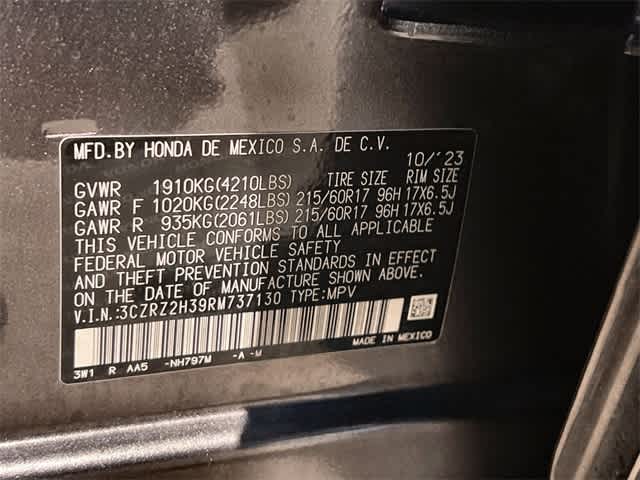 MFD.BY HONDA DE MEXICO S.A. DE C.V.
10/'23
GVWR 1910KG(4210LBS) TIRE SIZE RIM SIZE
GAWR F 1020KG(2248LBS) 215/60R17 96H 17X6.5J
GAWR R 935KG(2061LBS) 215/60R17 96H 17X6.5J
THIS VEHICLE CONFORMS TO ALL APPLICABLE
FEDERAL MOTOR VEHICLE SAFETY
AND THEFT PREVENTION STANDARDS IN EFFECT
ON THE DATE OF MANUFACTURE SHOWN ABOVE.
V.I.N.:3CZRZ2H39RM737130 TYPE:MPV
MADE IN MEXICO
3W1 R AA5 -NH797M -A -M